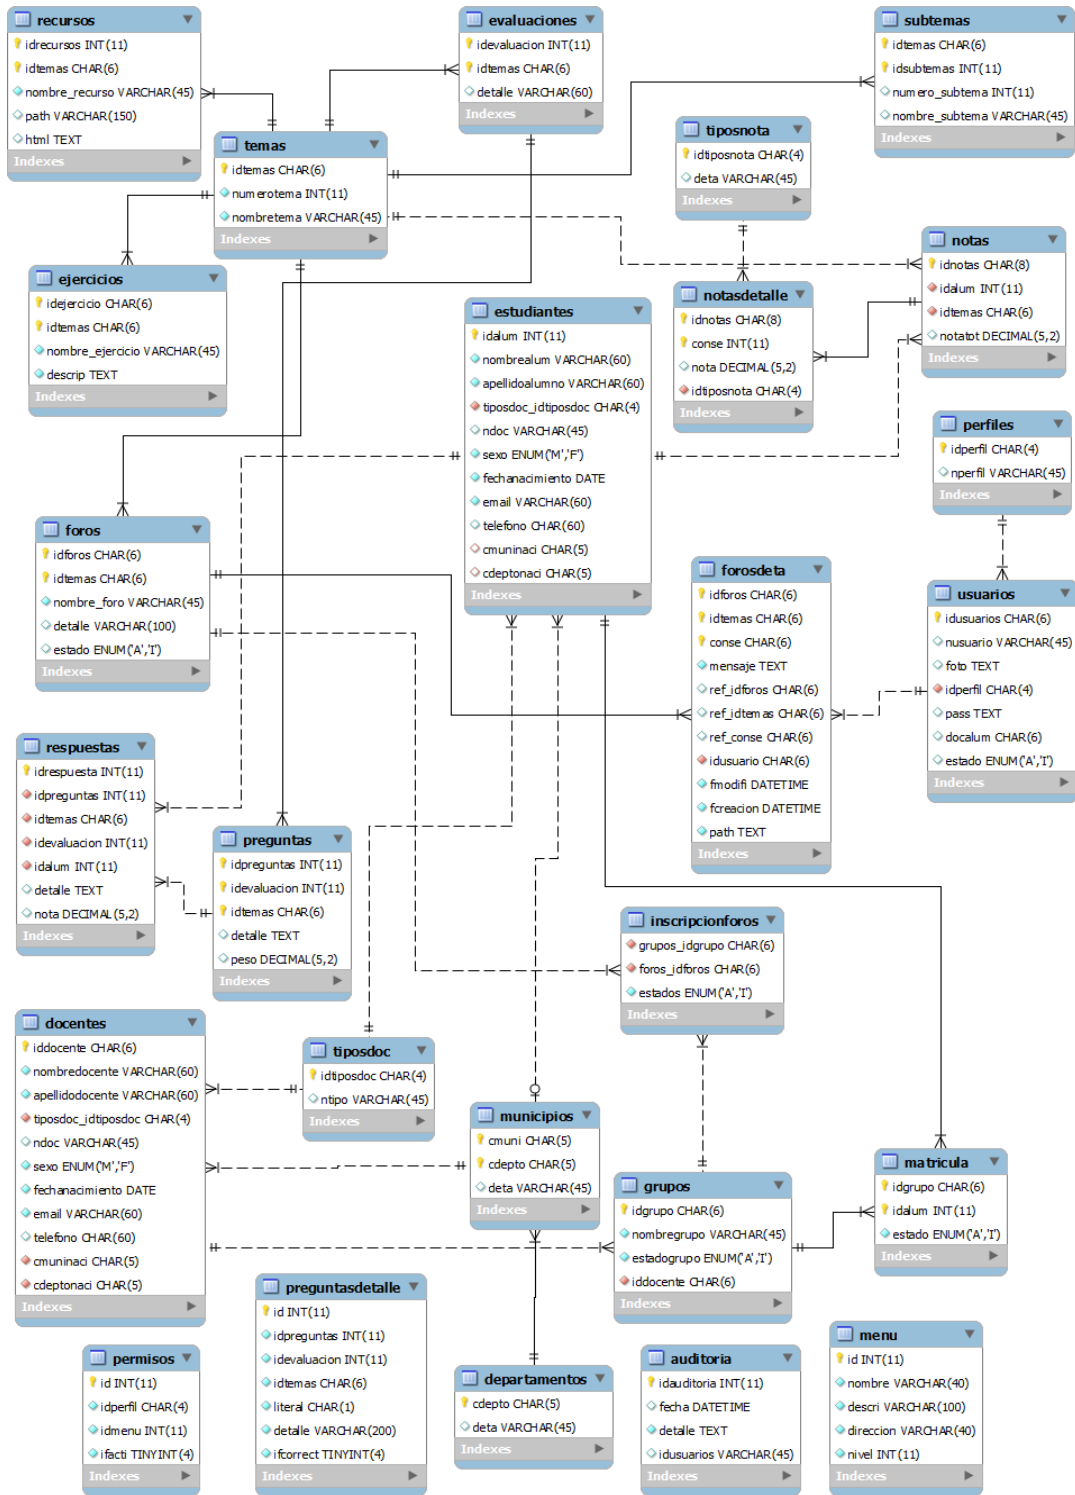 recursos
idrecursos INT(11)
idtemas CHAR(6)
nombre_recurso VARCHAR(45)
path VARCHAR(150)
html TEXT
Indexes
evaluaciones
idevaluacion INT(11)
idtemas CHAR(6)
detalle VARCHAR(60)
Indexes
subtemas
idtemas CHAR(6)
idsubtemas INT(11)
numero_subtema INT(11)
nombre_subtema VARCHAR(45)
Indexes
temas
idtemas CHAR(6)
numerotema INT(11)
nombretema VARCHAR(45)
Indexes
tiposnota
idtiposnota CHAR(4)
deta VARCHAR(45)
Indexes
notas
idnotas CHAR(8)
idalum INT(11)
idtemas CHAR(6)
notatot DECIMAL(5,2)
Indexes
ejercicios
idejercicio CHAR(6)
idtemas CHAR(6)
nombre_ejercicio VARCHAR(45)
descrip TEXT
Indexes
notasdetalle
idnotas CHAR(8)
conse INT(11)
nota DECIMAL(5,2)
idtiposnota CHAR(4)
Indexes
estudiantes
idalum INT(11)
nombrealum VARCHAR(60)
apellidoalumno VARCHAR(60)
tiposdoc_idtiposdoc CHAR(4)
ndoc VARCHAR(45)
sexo ENUM('M','F')
fechanacimiento DATE
email VARCHAR(60)
telefono CHAR(60)
cmuninaci CHAR(5)
cdeptonaci CHAR(5)
Indexes
perfiles
idperfil CHAR(4)
nperfil VARCHAR(45)
Indexes
foros
idforos CHAR(6)
idtemas CHAR(6)
nombre_foro VARCHAR(45)
detalle VARCHAR(100)
estado ENUM('A','I')
Indexes
forosdeta
idforos CHAR(6)
idtemas CHAR(6)
conse CHAR(6)
mensaje TEXT
ref_idforos CHAR(6)
ref_idtemas CHAR(6)
ref_conse CHAR(6)
idusuario CHAR(6)
fmodifi DATETIME
fcreacion DATETIME
path TEXT
Indexes
usuarios
idusuarios CHAR(6)
nusuario VARCHAR(45)
foto TEXT
idperfil CHAR(4)
pass TEXT
docalum CHAR(6)
estado ENUM('A','I')
Indexes
respuestas
idrespuesta INT(11)
idpreguntas INT(11)
idtemas CHAR(6)
idevaluacion INT(11)
idalum INT(11)
detalle TEXT
nota DECIMAL(5,2)
Indexes
preguntas
idpreguntas INT(11)
idevaluacion INT(11)
idtemas CHAR(6)
detalle TEXT
peso DECIMAL(5,2)
Indexes
inscripcionforos
grupos_idgrupo CHAR(6)
foros_idforos CHAR(6)
estados ENUM('A','I')
Indexes
docentes
iddocente CHAR(6)
nombredocente VARCHAR(60)
apellidodocente VARCHAR(60)
tiposdoc_idtiposdoc CHAR(4)
ndoc VARCHAR(45)
sexo ENUM('M','F')
fechanacimiento DATE
email VARCHAR(60)
telefono CHAR(60)
cmuninaci CHAR(5)
cdeptonaci CHAR(5)
Indexes
tiposdoc
idtiposdoc CHAR(4)
ntipo VARCHAR(45)
Indexes
municipios
cmuni CHAR(5)
cdepto CHAR(5)
deta VARCHAR(45)
Indexes
grupos
idgrupo CHAR(6)
nombregrupo VARCHAR(45)
estadogrupo ENUM('A','I')
iddocente CHAR(6)
Indexes
matricula
idgrupo CHAR(6)
idalum INT(11)
estado ENUM('A','I')
Indexes
preguntasdetalle
id INT(11)
idpreguntas INT(11)
idevaluacion INT(11)
idtemas CHAR(6)
literal CHAR(1)
detalle VARCHAR(200)
ifcorrect TINYINT(4)
Indexes
permisos
id INT(11)
idperfil CHAR(4)
idmenu INT(11)
ifacti TINYINT(4)
Indexes
departamentos
cdepto CHAR(5)
deta VARCHAR(45)
Indexes
auditoria
idauditoria INT(11)
fecha DATETIME
detalle TEXT
idusuarios VARCHAR(45)
Indexes
menu
id INT(11)
nombre VARCHAR(40)
descri VARCHAR(100)
direccion VARCHAR(40)
nivel INT(11)
Indexes